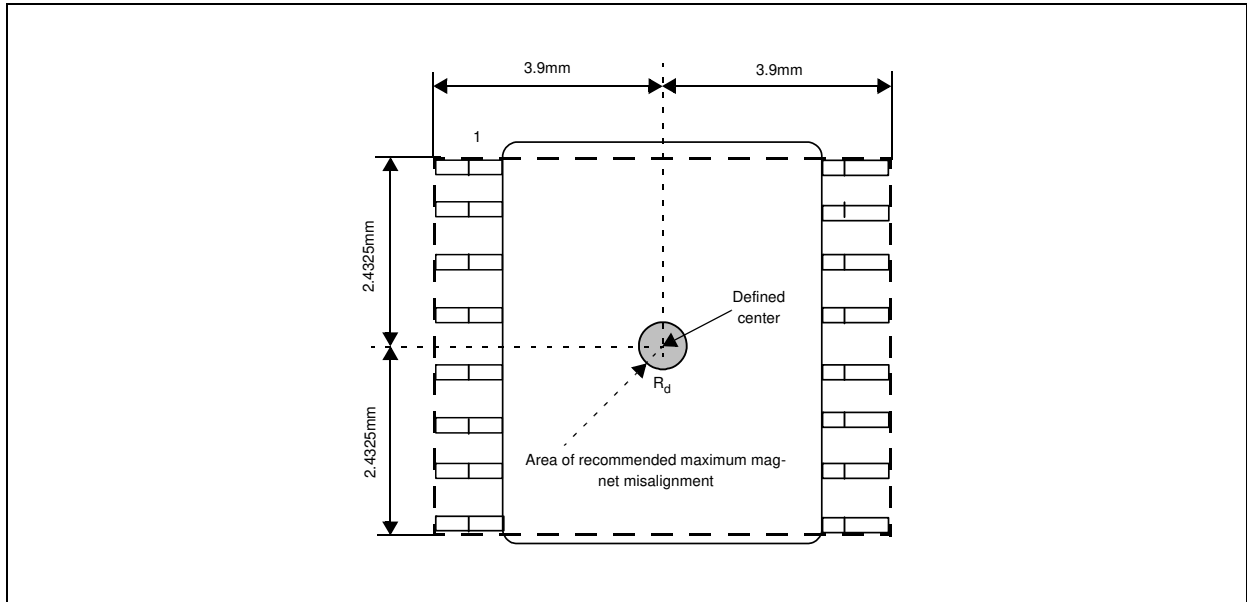 3.9mm
3.9mm
1
2.4325mm
Defined
center
R_d
2.4325mm
Area of recommended maximum mag-
net misalignment